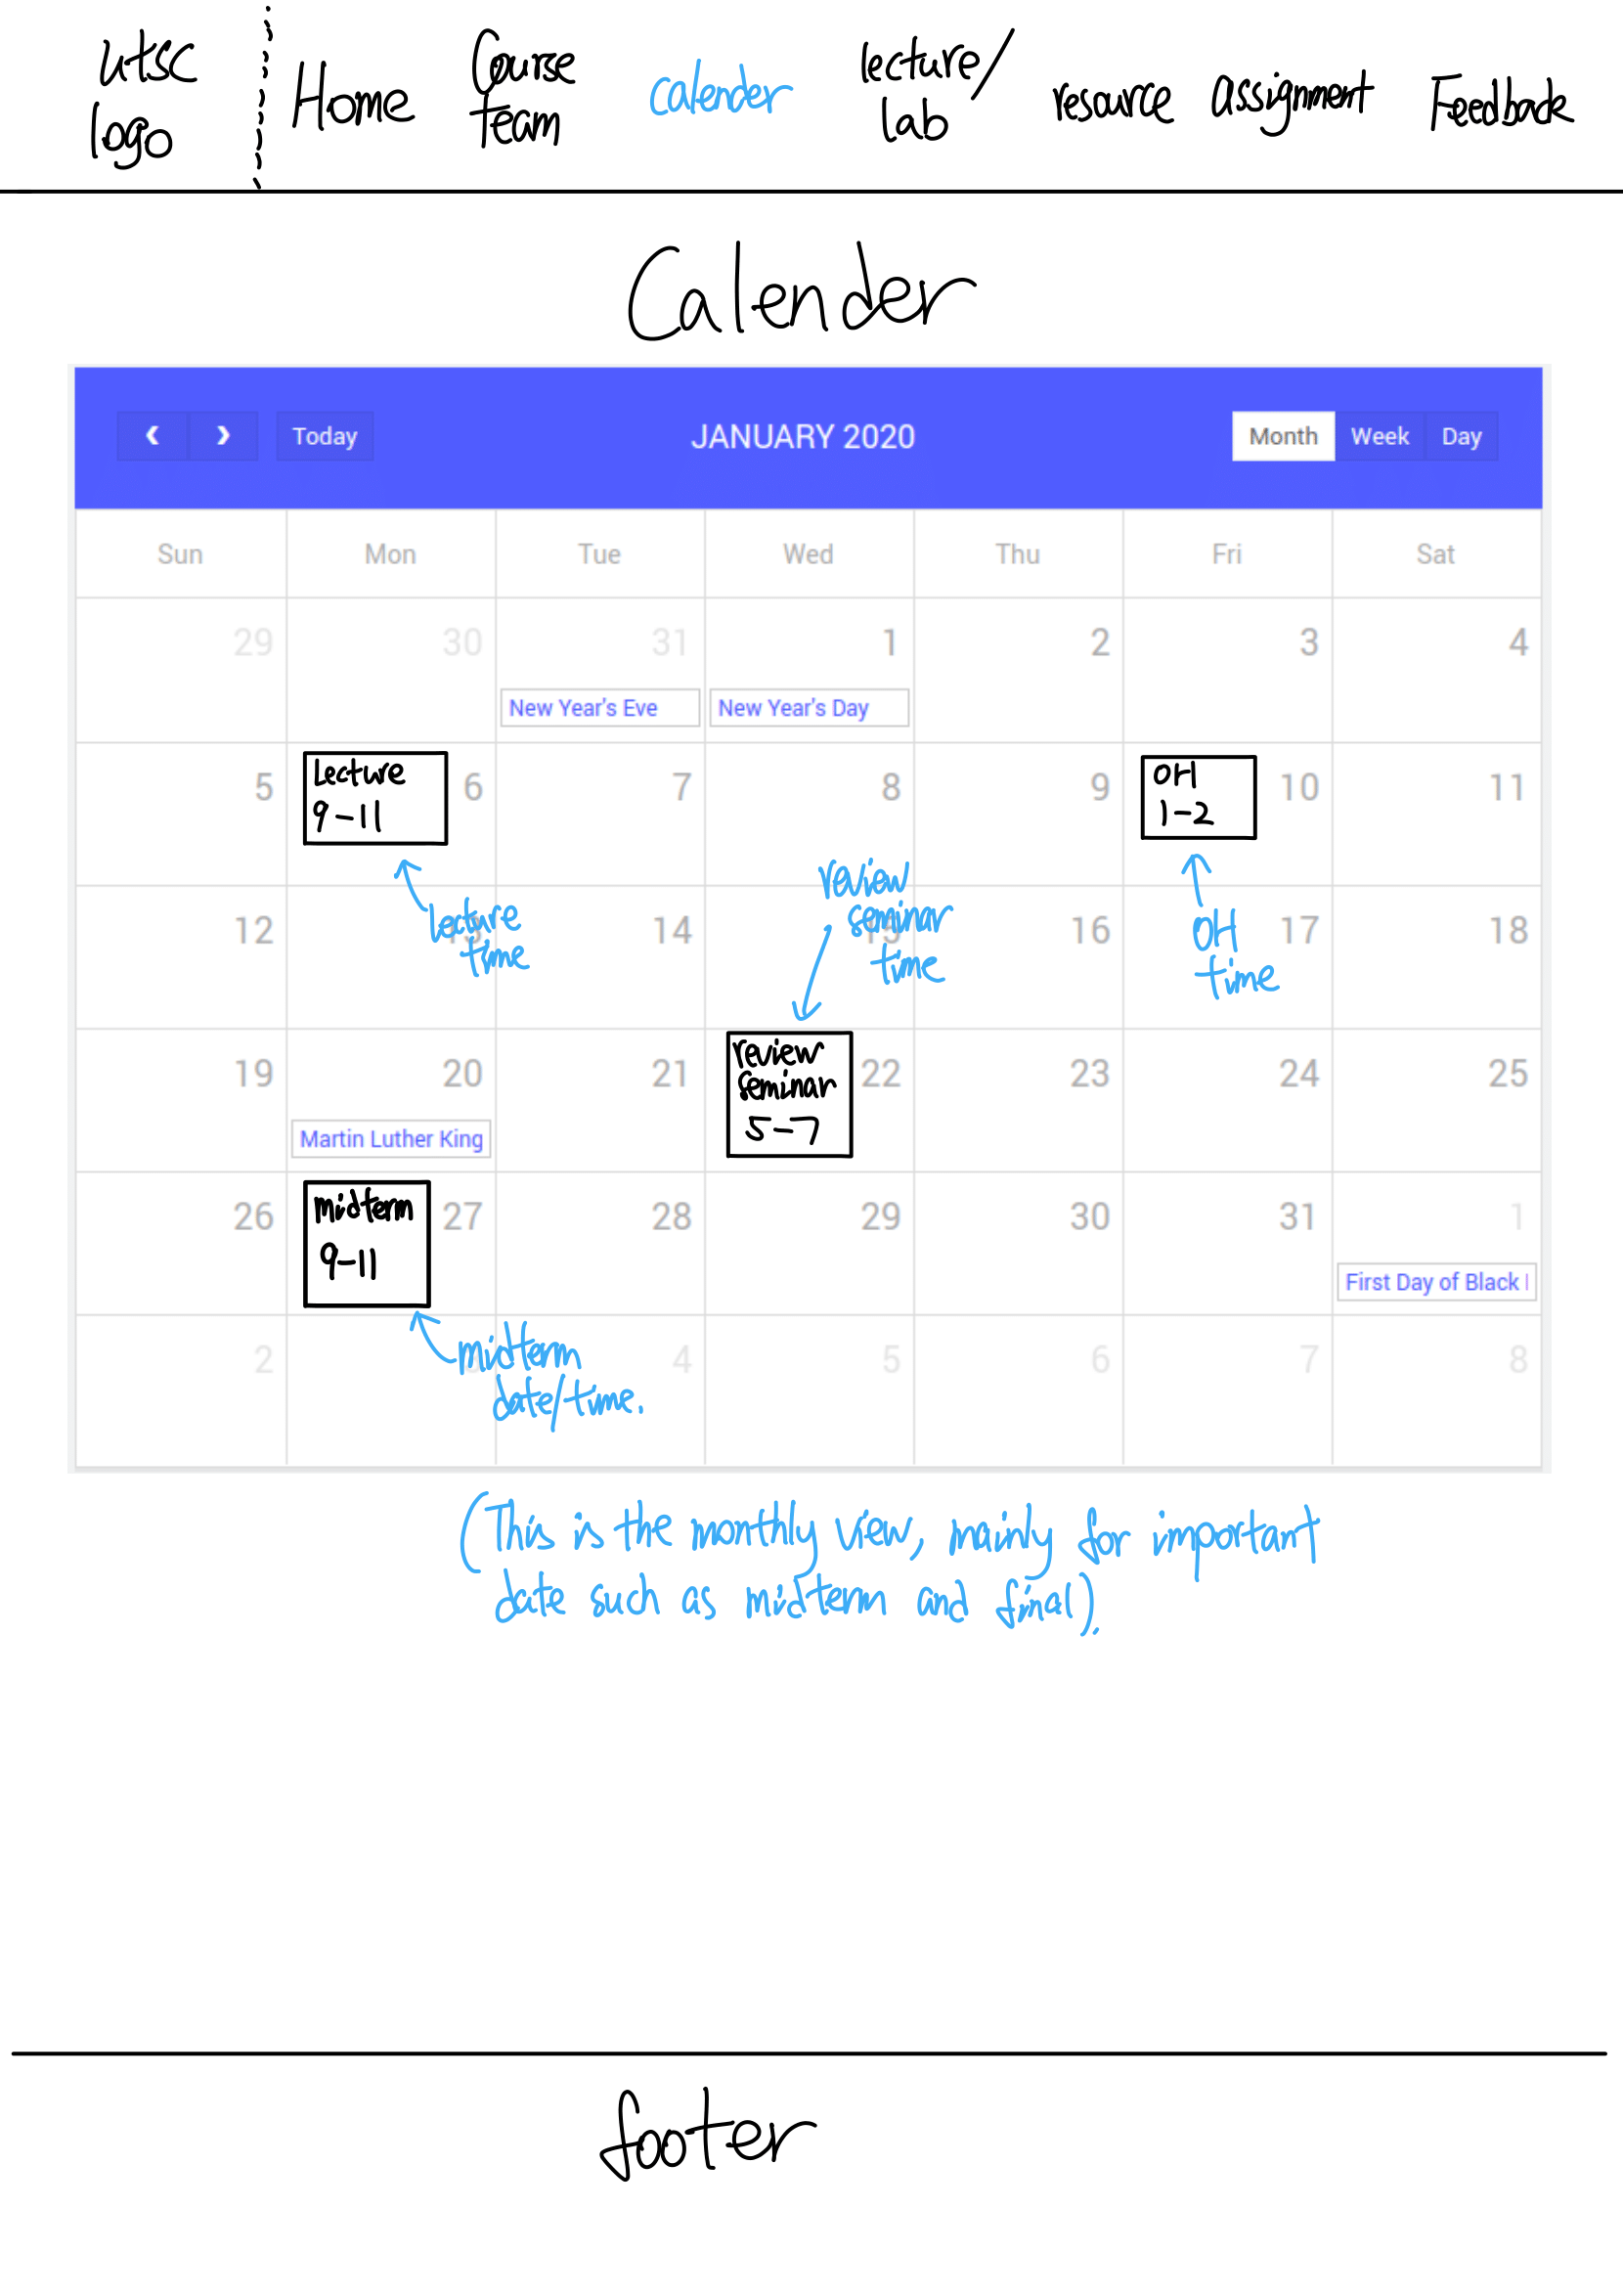 utsc
logo
Home
Course
team
calender
lecture/
lab
resource
assignment
Feedback
Calender
Today
JANUARY 2020
Month Week Day
Sun Mon Tue Wed Thu Fri Sat
29 30 31 1 2 3 4
New Year's Eve New Year's Day
5 6 7 8 9 10 11
Lecture
9-11
OH
1-2
lecture
time
review
seminar
time
OH
time
12 13 14 15 16 17 18
19 20 21 22 23 24 25
review
seminar
5-7
Martin Luther King
26 27 28 29 30 31 1
midterm
9-11
First Day of Black
midterm
date/time.
2 4 5 6 7 8
(This is the monthly view, mainly for important
date such as midterm and final).
footer